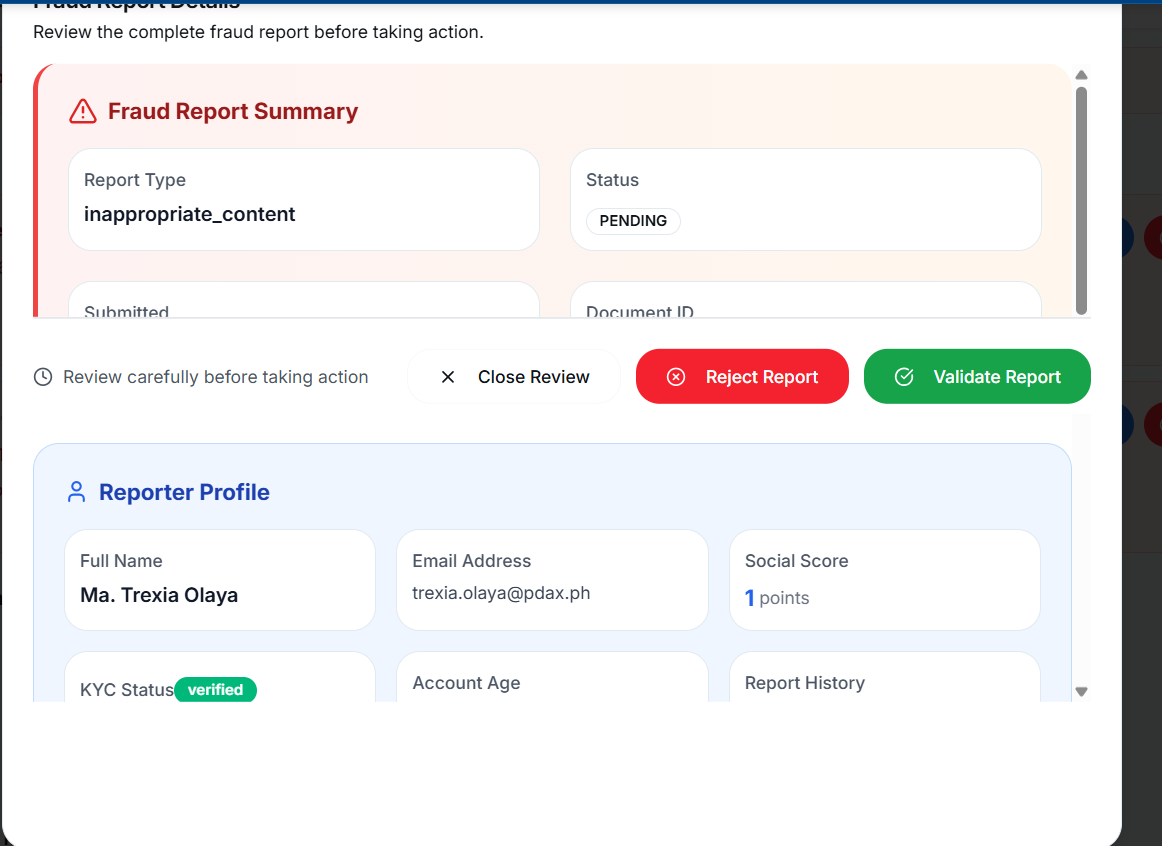 Fraud Report Details
Review the complete fraud report before taking action.
Fraud Report Summary
Report Type
inappropriate_content
Status
PENDING
Submitted
Document ID
Review carefully before taking action
Close Review
Reject Report
Validate Report
Reporter Profile
Full Name
Ma. Trexia Olaya
Email Address
trexia.olaya@pdax.ph
Social Score
1 points
KYC Status verified
Account Age
Report History